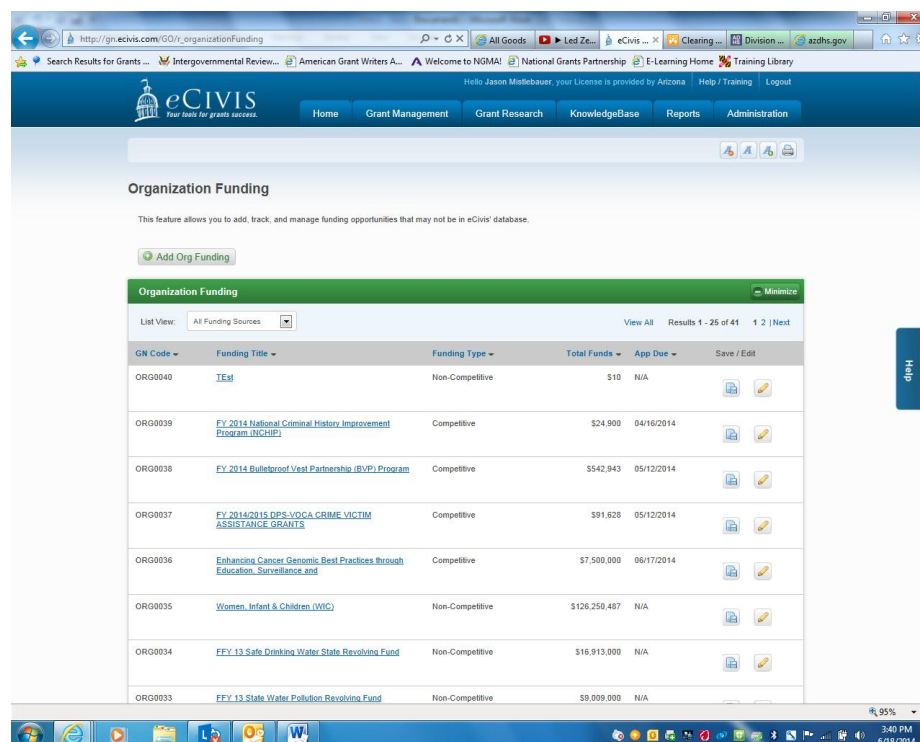 http://gn.ecivis.com/GO/r_organizationFunding
All Goods
Led Ze...
eCivis ...
Clearing ...
Division ...
azdhs.gov
Search Results for Grants ...
Intergovernmental Review...
American Grant Writers A...
Welcome to NGMA!
National Grants Partnership
E-Learning Home
Training Library
Hello Jason Mistlebauer, your License is provided by Arizona
Help / Training
Logout
eCIVIS
Your tools for grants success.
Home
Grant Management
Grant Research
KnowledgeBase
Reports
Administration
Organization Funding
This feature allows you to add, track, and manage funding opportunities that may not be in eCivis' database.
Add Org Funding
Organization Funding
Minimize
List View: All Funding Sources
View All Results 1 - 25 of 41 1 2 | Next
GN Code Funding Title Funding Type Total Funds App Due Save / Edit
ORG0040 TEst Non-Competitive $10 N/A
ORG0039 FY 2014 National Criminal History Improvement Competitive $24,900 04/16/2014
Program (NCHIP)
ORG0038 FY 2014 Bulletproof Vest Partnership (BVP) Program Competitive $542,943 05/12/2014
ORG0037 FY 2014/2015 DPS-VOCA CRIME VICTIM Competitive $91,628 05/12/2014
ASSISTANCE GRANTS
ORG0036 Enhancing Cancer Genomic Best Practices through Competitive $7,500,000 06/17/2014
Education, Surveillance and
ORG0035 Women, Infant & Children (WIC) Non-Competitive $126,250,487 N/A
ORG0034 FFY 13 Safe Drinking Water State Revolving Fund Non-Competitive $16,913,000 N/A
ORG0033 FFY 13 State Water Pollution Revolving Fund Non-Competitive $9,009,000 N/A
Help
95%
3:40 PM
6/18/2014